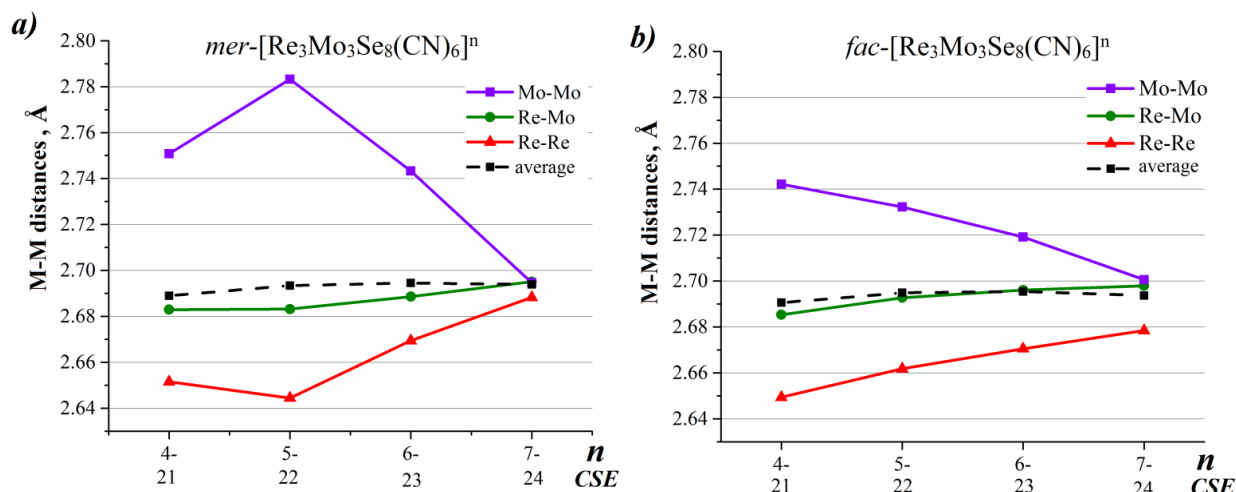 a)
mer-[Re3Mo3Se8(CN)6]n
2.80
2.78
2.76
2.74
2.72
2.70
2.68
2.66
2.64
M-M distances, Å
Mo-Mo
Re-Mo
Re-Re
average
4- 5- 6- 7- n
21 22 23 24 CSE
b)
fac-[Re3Mo3Se8(CN)6]n
2.80
2.78
2.76
2.74
2.72
2.70
2.68
2.66
2.64
M-M distances, Å
Mo-Mo
Re-Mo
Re-Re
average
4- 5- 6- 7- n
21 22 23 24 CSE